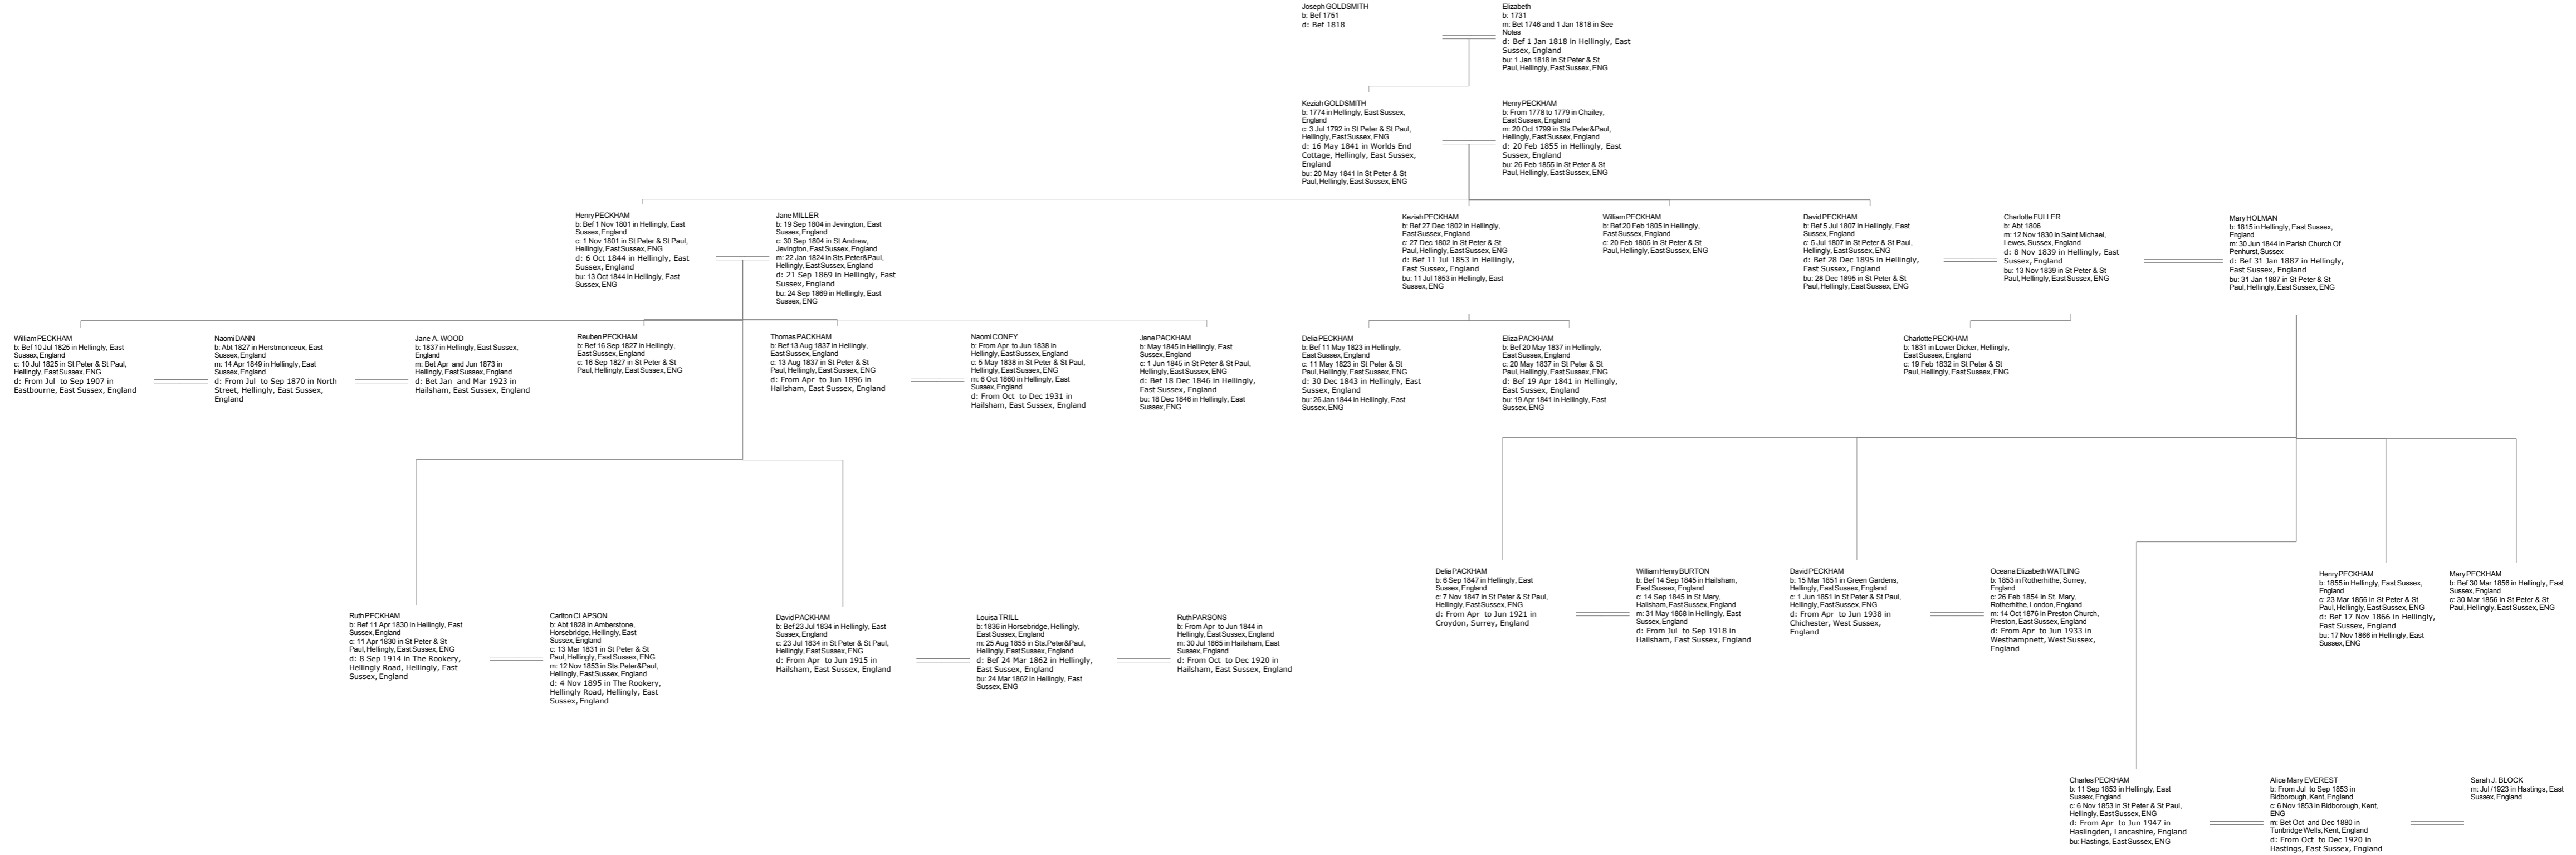 Joseph GOLDSMITH
b: Bef 1751
d: Bef 1818
Elizabeth
b: 1731
m: Bet 1746 and 1 Jan 1818 in See
Notes
d: Bef 1 Jan 1818 in Hellingly, East
Sussex, England
bu: 1 Jan 1818 in St Peter & St
Paul, Hellingly, East Sussex, ENG
Keziah GOLDSMITH
b: 1774 in Hellingly, East Sussex,
England
c: 3 Jul 1792 in St Peter & St Paul,
Hellingly, East Sussex, ENG
d: 16 May 1841 in Worlds End
Cottage, Hellingly, East Sussex,
England
bu: 20 May 1841 in St Peter & St
Paul, Hellingly, East Sussex, ENG
Henry PECKHAM
b: From 1778 to 1779 in Chailey,
East Sussex, England
m: 20 Oct 1799 in Sts.Peter&Paul,
Hellingly, East Sussex, England
d: 20 Feb 1855 in Hellingly, East
Sussex, England
bu: 26 Feb 1855 in St Peter & St
Paul, Hellingly, East Sussex, ENG
Henry PECKHAM
b: Bef 1 Nov 1801 in Hellingly, East
Sussex, England
c: 1 Nov 1801 in St Peter & St Paul,
Hellingly, East Sussex, ENG
d: 6 Oct 1844 in Hellingly, East
Sussex, England
bu: 13 Oct 1844 in Hellingly, East
Sussex, ENG
Jane MILLER
b: 19 Sep 1804 in Jevington, East
Sussex, England
c: 30 Sep 1804 in St Andrew,
Jevington, East Sussex, England
m: 22 Jan 1824 in Sts.Peter&Paul,
Hellingly, East Sussex, England
d: 21 Sep 1869 in Hellingly, East
Sussex, England
bu: 24 Sep 1869 in Hellingly, East
Sussex, ENG
Keziah PECKHAM
b: Bef 27 Dec 1802 in Hellingly,
East Sussex, England
c: 27 Dec 1802 in St Peter & St
Paul, Hellingly, East Sussex, ENG
d: Bef 11 Jul 1853 in Hellingly,
East Sussex, England
bu: 11 Jul 1853 in Hellingly, East
Sussex, ENG
William PECKHAM
b: Bef 20 Feb 1805 in Hellingly,
East Sussex, England
c: 20 Feb 1805 in St Peter & St
Paul, Hellingly, East Sussex, ENG
David PECKHAM
b: Bef 5 Jul 1807 in Hellingly, East
Sussex, England
c: 5 Jul 1807 in St Peter & St Paul,
Hellingly, East Sussex, ENG
d: Bef 28 Dec 1895 in Hellingly,
East Sussex, England
bu: 28 Dec 1895 in St Peter & St
Paul, Hellingly, East Sussex, ENG
Charlotte FULLER
b: Abt 1806
m: 12 Nov 1830 in Saint Michael,
Lewes, Sussex, England
d: 8 Nov 1839 in Hellingly, East
Sussex, England
bu: 13 Nov 1839 in St Peter & St
Paul, Hellingly, East Sussex, ENG
Mary HOLMAN
b: 1815 in Hellingly, East Sussex,
England
m: 30 Jun 1844 in Parish Church Of
Penhurst, Sussex
d: Bef 31 Jan 1887 in Hellingly,
East Sussex, England
bu: 31 Jan 1887 in St Peter & St
Paul, Hellingly, East Sussex, ENG
William PECKHAM
b: Bef 10 Jul 1825 in Hellingly, East
Sussex, England
c: 10 Jul 1825 in St Peter & St Paul,
Hellingly, East Sussex, ENG
d: From Jul to Sep 1907 in
Eastbourne, East Sussex, England
Naomi DANN
b: Abt 1827 in Herstmonceux, East
Sussex, England
m: 14 Apr 1849 in Hellingly, East
Sussex, England
d: From Jul to Sep 1870 in North
Street, Hellingly, East Sussex,
England
Jane A. WOOD
b: 1837 in Hellingly, East Sussex,
England
m: Bet Apr and Jun 1873 in
Hellingly, East Sussex, England
d: Bet Jan and Mar 1923 in
Hailsham, East Sussex, England
Reuben PECKHAM
b: Bef 16 Sep 1827 in Hellingly,
East Sussex, England
c: 16 Sep 1827 in St Peter & St
Paul, Hellingly, East Sussex, ENG
Thomas PACKHAM
b: Bef 13 Aug 1837 in Hellingly,
East Sussex, England
c: 13 Aug 1837 in St Peter & St
Paul, Hellingly, East Sussex, ENG
d: From Apr to Jun 1896 in
Hailsham, East Sussex, England
Naomi CONEY
b: From Apr to Jun 1838 in
Hellingly, East Sussex, England
c: 5 May 1838 in St Peter & St Paul,
Hellingly, East Sussex, ENG
m: 6 Oct 1860 in Hellingly, East
Sussex, England
d: From Oct to Dec 1931 in
Hailsham, East Sussex, England
Jane PACKHAM
b: May 1845 in Hellingly, East
Sussex, England
c: 1 Jun 1845 in St Peter & St Paul,
Hellingly, East Sussex, ENG
d: Bef 18 Dec 1846 in Hellingly,
East Sussex, England
bu: 18 Dec 1846 in Hellingly, East
Sussex, ENG
Delia PECKHAM
b: Bef 11 May 1823 in Hellingly,
East Sussex, England
c: 11 May 1823 in St Peter & St
Paul, Hellingly, East Sussex, ENG
d: 30 Dec 1843 in Hellingly, East
Sussex, England
bu: 26 Jan 1844 in Hellingly, East
Sussex, ENG
Eliza PACKHAM
b: Bef 20 May 1837 in Hellingly,
East Sussex, England
c: 20 May 1837 in St Peter & St
Paul, Hellingly, East Sussex, ENG
d: Bef 19 Apr 1841 in Hellingly,
East Sussex, England
bu: 19 Apr 1841 in Hellingly, East
Sussex, ENG
Charlotte PECKHAM
b: 1831 in Lower Dicker, Hellingly,
East Sussex, England
c: 19 Feb 1832 in St Peter & St
Paul, Hellingly, East Sussex, ENG
Ruth PECKHAM
b: Bef 11 Apr 1830 in Hellingly, East
Sussex, England
c: 11 Apr 1830 in St Peter & St
Paul, Hellingly, East Sussex, ENG
d: 8 Sep 1914 in The Rookery,
Hellingly Road, Hellingly, East
Sussex, England
Carlton CLAPSON
b: Abt 1828 in Amberstone,
Horsebridge, Hellingly, East
Sussex, England
c: 13 Mar 1831 in St Peter & St
Paul, Hellingly, East Sussex, ENG
m: 12 Nov 1853 in Sts.Peter&Paul,
Hellingly, East Sussex, England
d: 4 Nov 1895 in The Rookery,
Hellingly Road, Hellingly, East
Sussex, England
David PACKHAM
b: Bef 23 Jul 1834 in Hellingly, East
Sussex, England
c: 23 Jul 1834 in St Peter & St Paul,
Hellingly, East Sussex, ENG
d: From Apr to Jun 1915 in
Hailsham, East Sussex, England
Louisa TRILL
b: 1836 in Horsebridge, Hellingly,
East Sussex, England
m: 25 Aug 1855 in Sts.Peter&Paul,
Hellingly, East Sussex, England
d: Bef 24 Mar 1862 in Hellingly,
East Sussex, England
bu: 24 Mar 1862 in Hellingly, East
Sussex, ENG
Ruth PARSONS
b: From Apr to Jun 1844 in
Hellingly, East Sussex, England
m: 30 Jul 1865 in Hailsham, East
Sussex, England
d: From Oct to Dec 1920 in
Hailsham, East Sussex, England
Delia PACKHAM
b: 6 Sep 1847 in Hellingly, East
Sussex, England
c: 7 Nov 1847 in St Peter & St Paul,
Hellingly, East Sussex, ENG
d: From Apr to Jun 1921 in
Croydon, Surrey, England
William Henry BURTON
b: Bef 14 Sep 1845 in Hailsham,
East Sussex, England
c: 14 Sep 1845 in St Mary,
Hailsham, East Sussex, England
m: 31 May 1868 in Hellingly, East
Sussex, England
d: From Jul to Sep 1918 in
Hailsham, East Sussex, England
David PECKHAM
b: 15 Mar 1851 in Green Gardens,
Hellingly, East Sussex, England
c: 1 Jun 1851 in St Peter & St Paul,
Hellingly, East Sussex, ENG
d: From Apr to Jun 1938 in
Chichester, West Sussex,
England
Oceana Elizabeth WATLING
b: 1853 in Rotherhithe, Surrey,
England
c: 26 Feb 1854 in St. Mary,
Rotherhithe, London, England
m: 14 Oct 1876 in Preston Church,
Preston, East Sussex, England
d: From Apr to Jun 1933 in
Westhampnett, West Sussex,
England
Henry PECKHAM
b: 1855 in Hellingly, East Sussex,
England
c: 23 Mar 1856 in St Peter & St
Paul, Hellingly, East Sussex, ENG
d: Bef 17 Nov 1866 in Hellingly,
East Sussex, England
bu: 17 Nov 1866 in Hellingly, East
Sussex, ENG
Mary PECKHAM
b: Bef 30 Mar 1856 in Hellingly, East
Sussex, England
c: 30 Mar 1856 in St Peter & St
Paul, Hellingly, East Sussex, ENG
Charles PECKHAM
b: 11 Sep 1853 in Hellingly, East
Sussex, England
c: 6 Nov 1853 in St Peter & St Paul,
Hellingly, East Sussex, ENG
d: From Apr to Jun 1947 in
Haslingden, Lancashire, England
bu: Hastings, East Sussex, ENG
Alice Mary EVEREST
b: From Jul to Sep 1853 in
Bidborough, Kent, England
c: 6 Nov 1853 in Bidborough, Kent,
ENG
m: Bet Oct and Dec 1880 in
Tunbridge Wells, Kent, England
d: From Oct to Dec 1920 in
Hastings, East Sussex, England
Sarah J. BLOCK
m: Jul /1923 in Hastings, East
Sussex, England